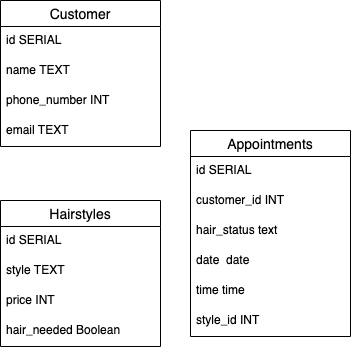 Customer
id SERIAL
name TEXT
phone_number INT
email TEXT
Appointments
id SERIAL
customer_id INT
hair_status text
date  date
time time
style_id INT
Hairstyles
id SERIAL
style TEXT
price INT
hair_needed Boolean